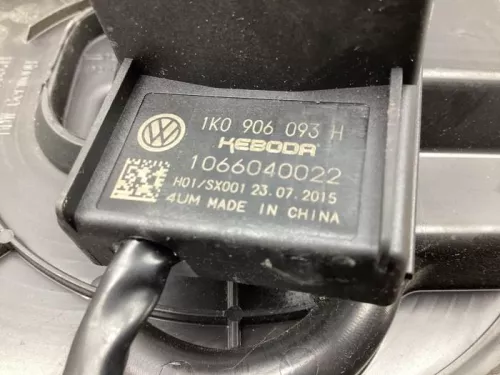 1K0 906 093 H
KEBODA
1066040022
H01/SX001 23.07.2015
4UM MADE IN CHINA